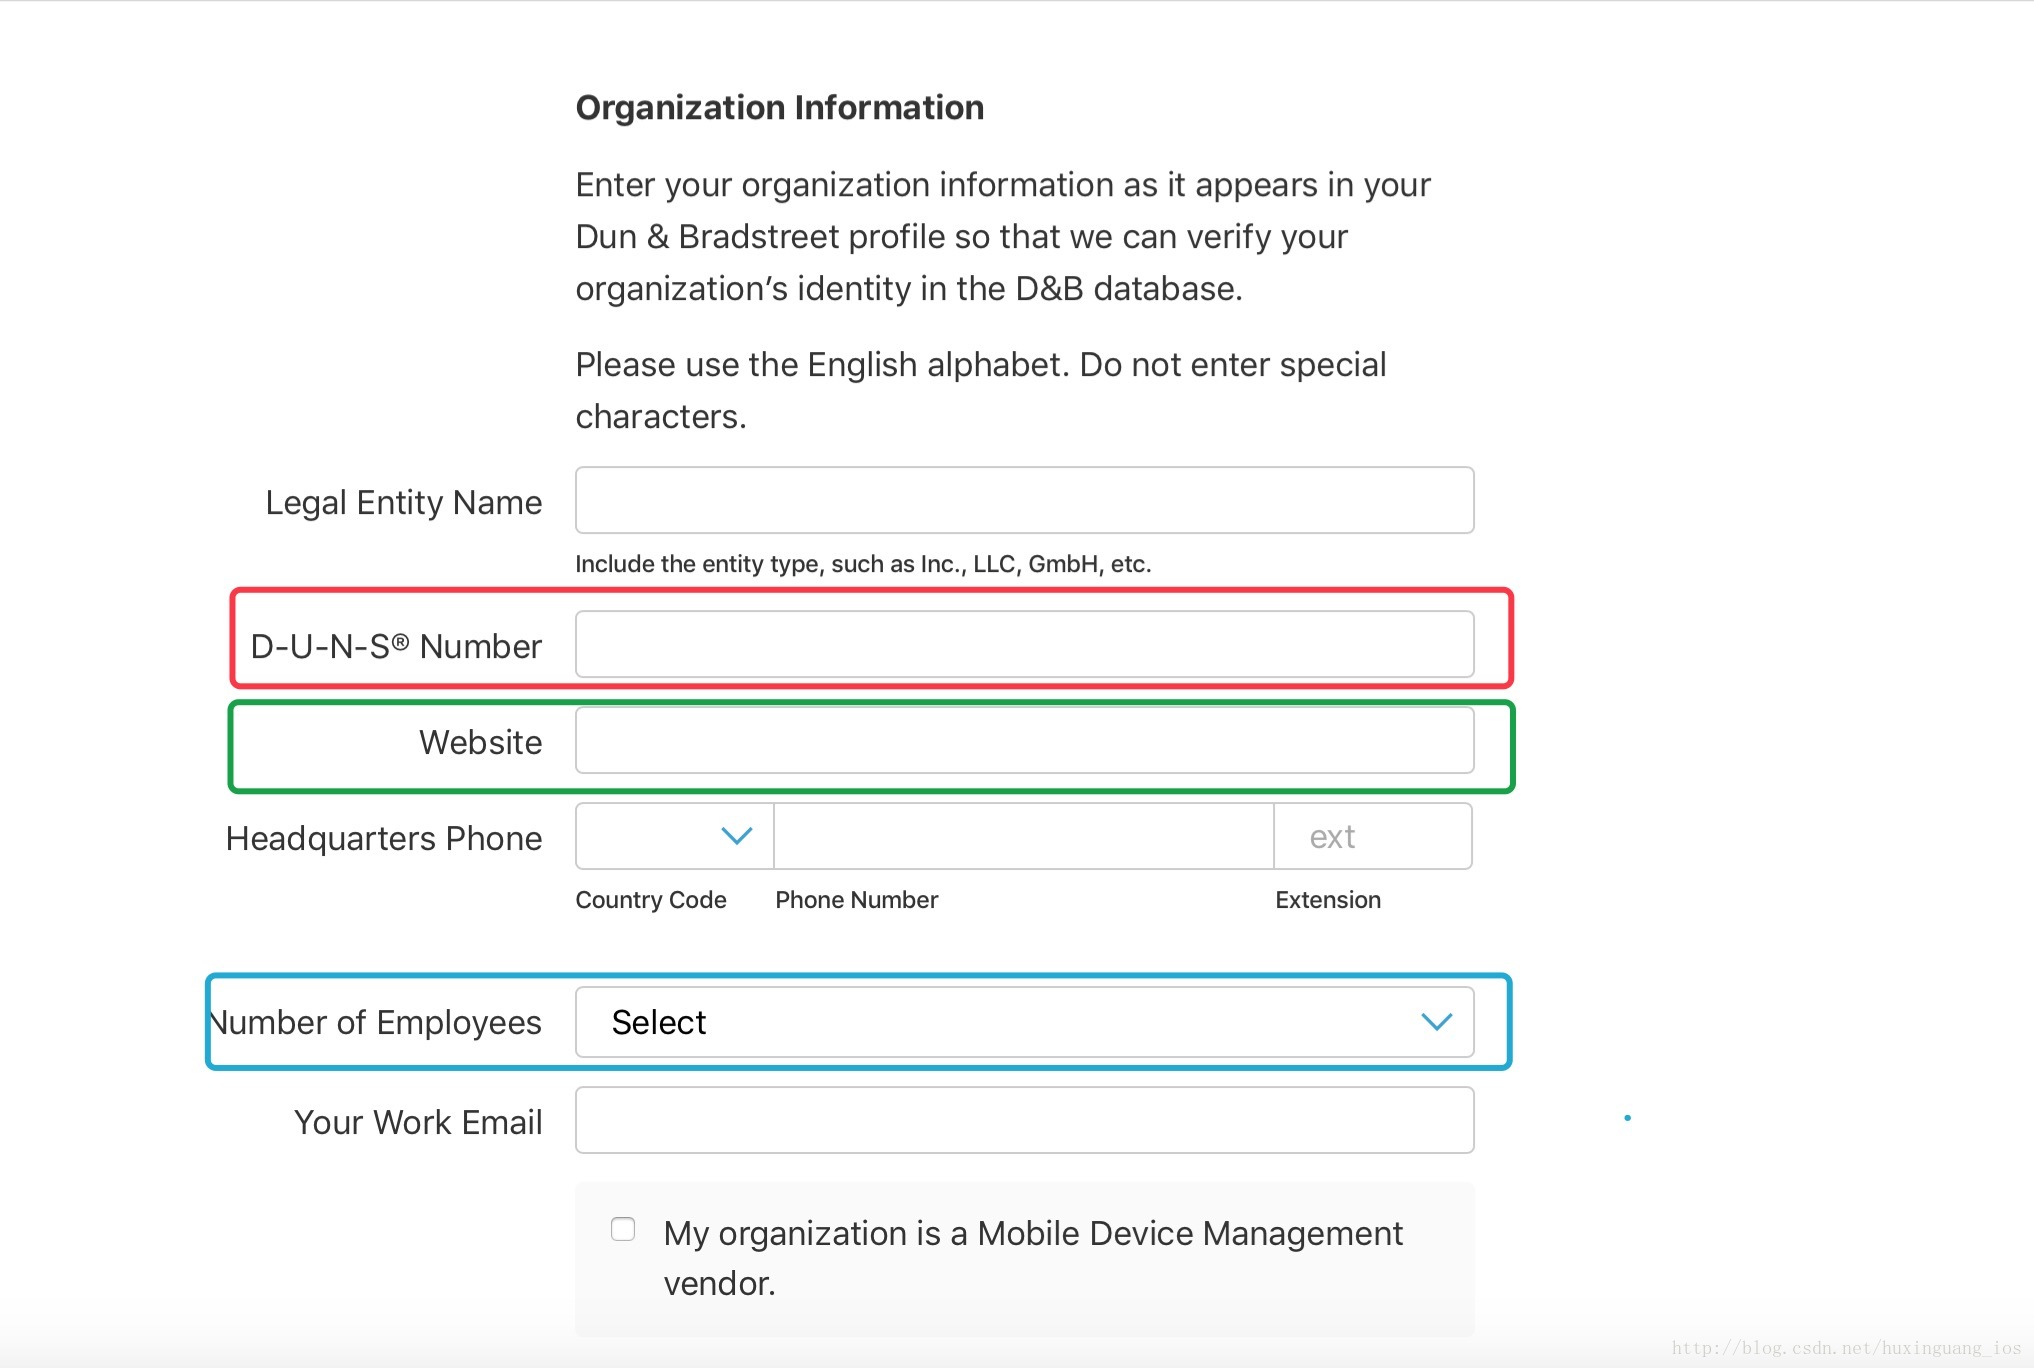 Organization Information
Enter your organization information as it appears in your
Dun & Bradstreet profile so that we can verify your
organization’s identity in the D&B database.
Please use the English alphabet. Do not enter special
characters.
Legal Entity Name
Include the entity type, such as Inc., LLC, GmbH, etc.
D-U-N-S® Number
Website
Headquarters Phone
ext
Country Code Phone Number Extension
Number of Employees Select
Your Work Email
My organization is a Mobile Device Management
vendor.
http://blog.csdn.net/huxinguang_ios